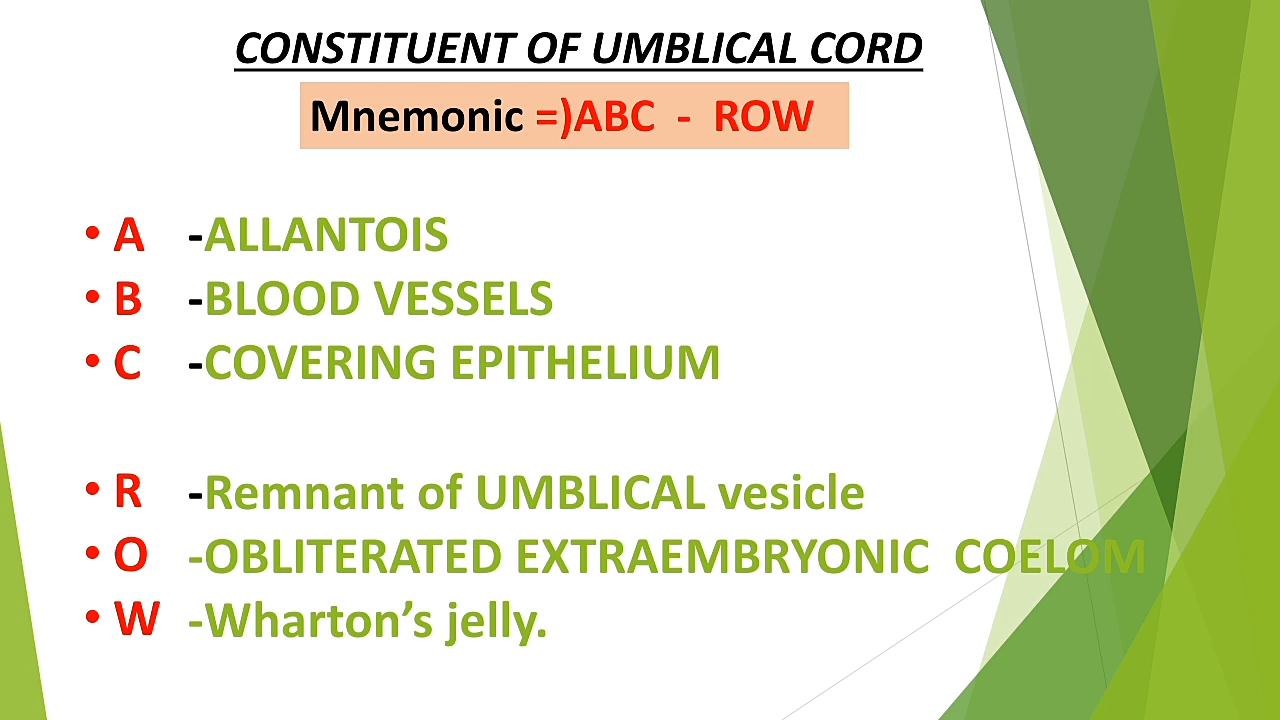 CONSTITUENT OF UMBLICAL CORD
Mnemonic =)ABC - ROW
• A -ALLANTOIS
• B -BLOOD VESSELS
• C -COVERING EPITHELIUM
• R -Remnant of UMBLICAL vesicle
• O -OBLITERATED EXTRAEMBRYONIC COELOM
• W -Wharton’s jelly.